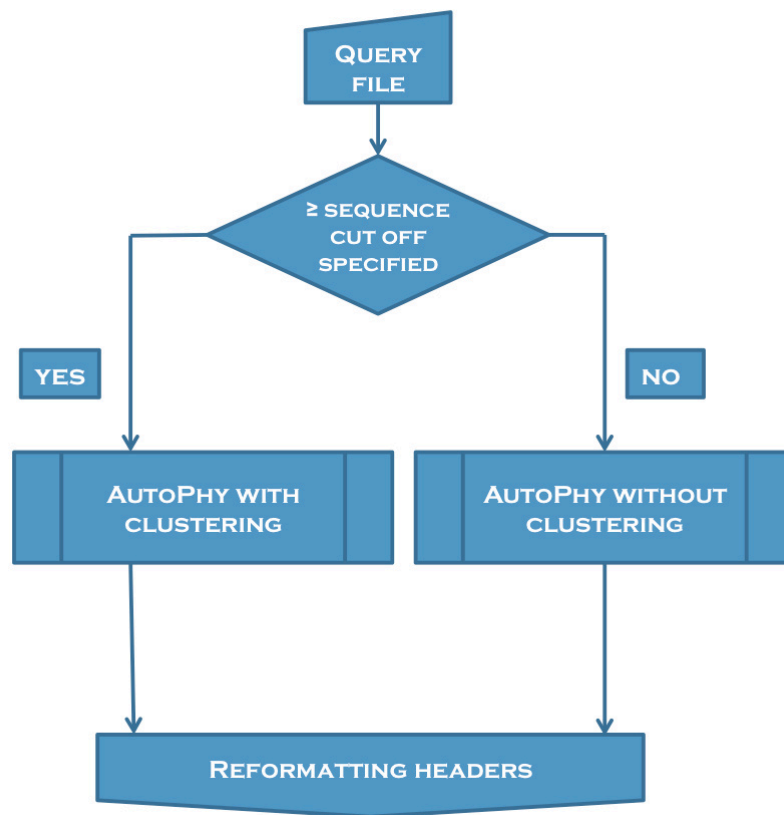 QUERY
FILE
≥ SEQUENCE
CUT OFF
SPECIFIED
YES
NO
AUTOPHY WITH
CLUSTERING
AUTOPHY WITHOUT
CLUSTERING
REFORMATTING HEADERS